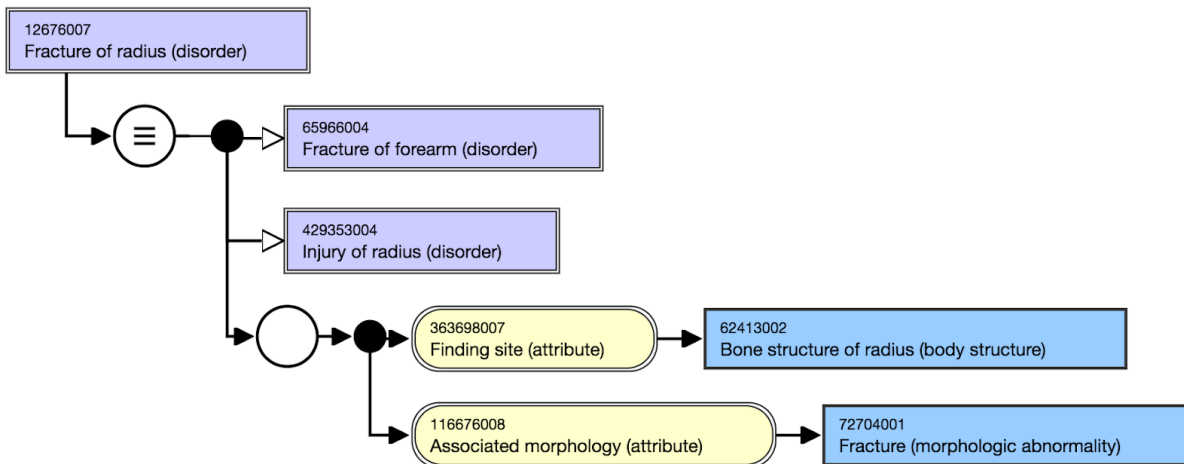 12676007
Fracture of radius (disorder)
65966004
Fracture of forearm (disorder)
429353004
Injury of radius (disorder)
363698007
Finding site (attribute)
62413002
Bone structure of radius (body structure)
116676008
Associated morphology (attribute)
72704001
Fracture (morphologic abnormality)